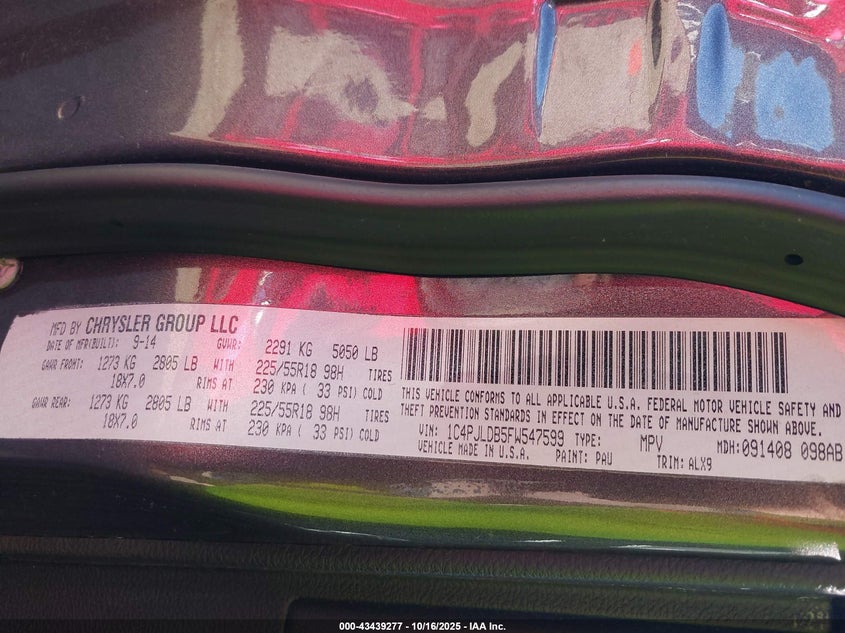 MFD BY CHRYSLER GROUP LLC
DATE OF MFR(BUILT): 9-14 GVWR: 2291 KG 5050 LB
GAWR FRONT: 1273 KG 2805 LB WITH 225/55R18 98H TIRES
18X7.0 RIMS AT 230 KPA ( 33 PSI) COLD
GAWR REAR: 1273 KG 2805 LB WITH 225/55R18 98H TIRES
18X7.0 RIMS AT 230 KPA ( 33 PSI) COLD
THIS VEHICLE CONFORMS TO ALL APPLICABLE U.S.A. FEDERAL MOTOR VEHICLE SAFETY AND
THEFT PREVENTION STANDARDS IN EFFECT ON THE DATE OF MANUFACTURE SHOWN ABOVE.
VIN: 1C4PJLDB5FW547599 TYPE: MPV MDH:091408 098AB
VEHICLE MADE IN U.S.A. PAINT: PAU TRIM: ALX9
000-43439277 - 10/16/2025 - IAA Inc.